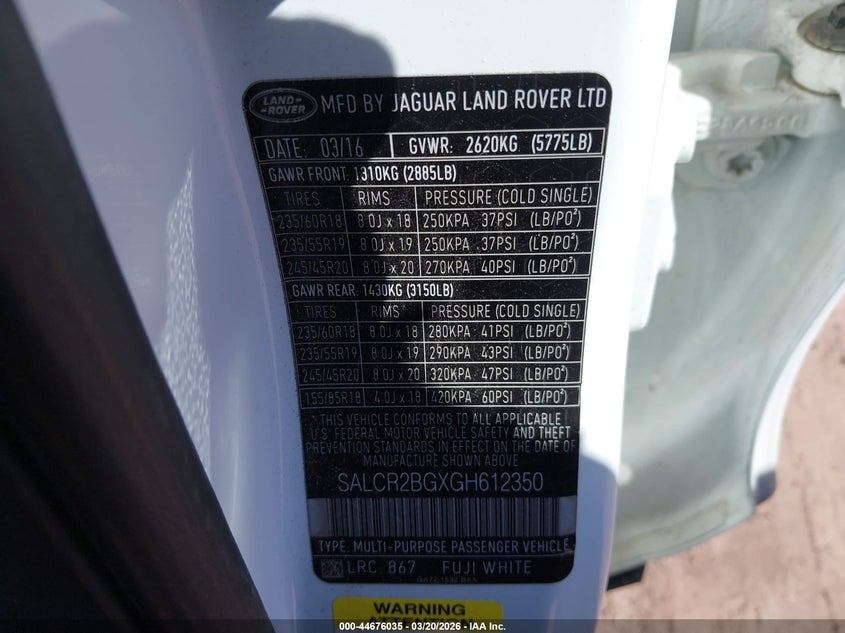 LAND ROVER
MFD BY JAGUAR LAND ROVER LTD
DATE: 03/16 GVWR: 2620KG (5775LB)
GAWR FRONT: 1310KG (2885LB)
TIRES RIMS PRESSURE (COLD SINGLE)
235/60R18 8.0J x 18 250KPA 37PSI (LB/PO²)
235/55R19 8.0J x 19 250KPA 37PSI (LB/PO²)
245/45R20 8.0J x 20 270KPA 40PSI (LB/PO²)
GAWR REAR: 1430KG (3150LB)
TIRES RIMS PRESSURE (COLD SINGLE)
235/60R18 8.0J x 18 280KPA 41PSI (LB/PO²)
235/55R19 8.0J x 19 290KPA 43PSI (LB/PO²)
245/45R20 8.0J x 20 320KPA 47PSI (LB/PO²)
155/85R18 4.0J x 18 420KPA 60PSI (LB/PO²)
THIS VEHICLE CONFORMS TO ALL APPLICABLE
U.S. FEDERAL MOTOR VEHICLE SAFETY AND THEFT
PREVENTION STANDARDS IN EFFECT ON THE DATE OF
MANUFACTURE SHOWN ABOVE
SALCR2BGXGH612350
TYPE: MULTI-PURPOSE PASSENGER VEHICLE
LRC: 867 FUJI WHITE
WARNING
ATTENTION
000-44676035 - 03/20/2026 - IAA Inc.